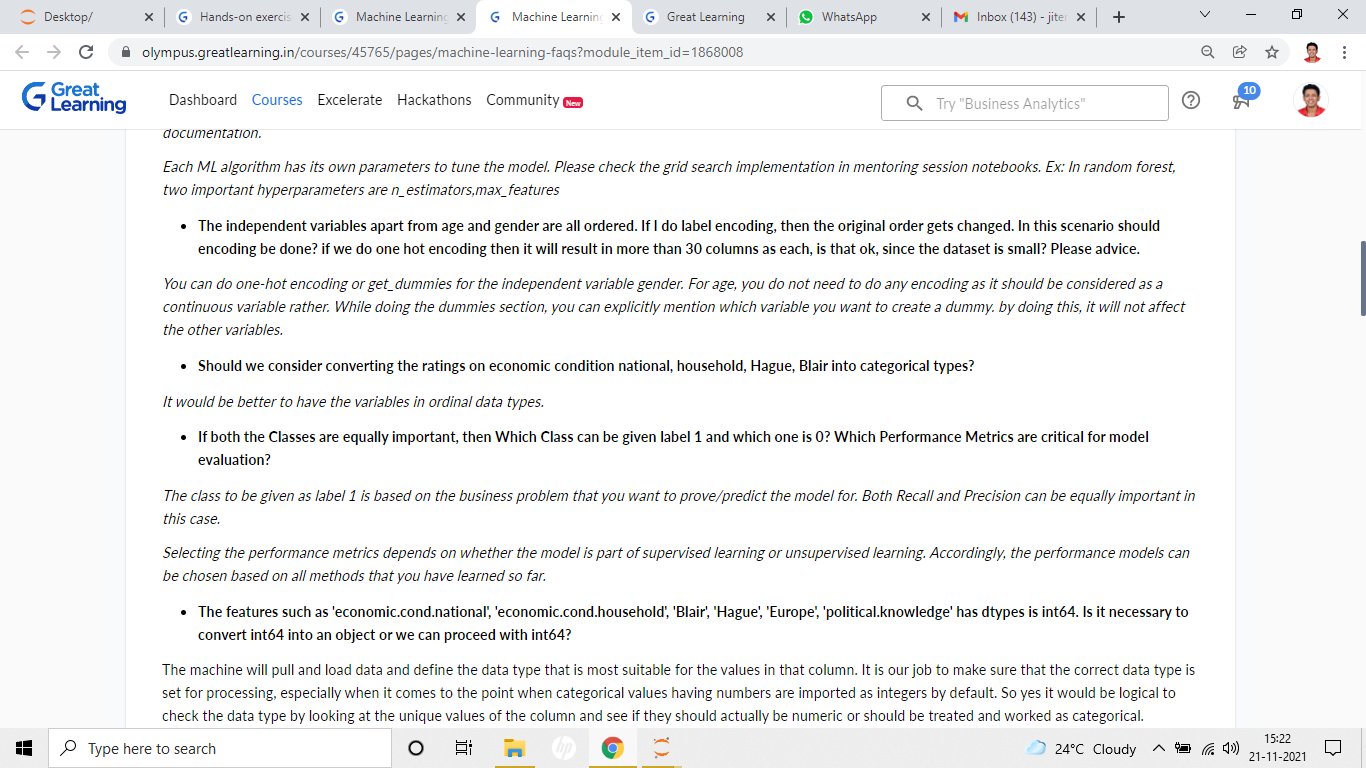 Desktop/
Hands-on exercis
Machine Learning
Machine Learning
Great Learning
WhatsApp
Inbox (143) - jiter
olympus.greatlearning.in/courses/45765/pages/machine-learning-faqs?module_item_id=1868008
Great Learning
Dashboard Courses Excelerate Hackathons Community New
Try "Business Analytics"
10
documentation.
Each ML algorithm has its own parameters to tune the model. Please check the grid search implementation in mentoring session notebooks. Ex: In random forest,
two important hyperparameters are n_estimators,max_features
• The independent variables apart from age and gender are all ordered. If I do label encoding, then the original order gets changed. In this scenario should
encoding be done? if we do one hot encoding then it will result in more than 30 columns as each, is that ok, since the dataset is small? Please advice.
You can do one-hot encoding or get_dummies for the independent variable gender. For age, you do not need to do any encoding as it should be considered as a
continuous variable rather. While doing the dummies section, you can explicitly mention which variable you want to create a dummy. by doing this, it will not affect
the other variables.
• Should we consider converting the ratings on economic condition national, household, Hague, Blair into categorical types?
It would be better to have the variables in ordinal data types.
• If both the Classes are equally important, then Which Class can be given label 1 and which one is 0? Which Performance Metrics are critical for model
evaluation?
The class to be given as label 1 is based on the business problem that you want to prove/predict the model for. Both Recall and Precision can be equally important in
this case.
Selecting the performance metrics depends on whether the model is part of supervised learning or unsupervised learning. Accordingly, the performance models can
be chosen based on all methods that you have learned so far.
• The features such as 'economic.cond.national', 'economic.cond.household', 'Blair', 'Hague', 'Europe', 'political.knowledge' has dtypes is int64. Is it necessary to
convert int64 into an object or we can proceed with int64?
The machine will pull and load data and define the data type that is most suitable for the values in that column. It is our job to make sure that the correct data type is
set for processing, especially when it comes to the point when categorical values having numbers are imported as integers by default. So yes it would be logical to
check the data type by looking at the unique values of the column and see if they should actually be numeric or should be treated and worked as categorical.
Type here to search
hp
24°C Cloudy
15:22
21-11-2021